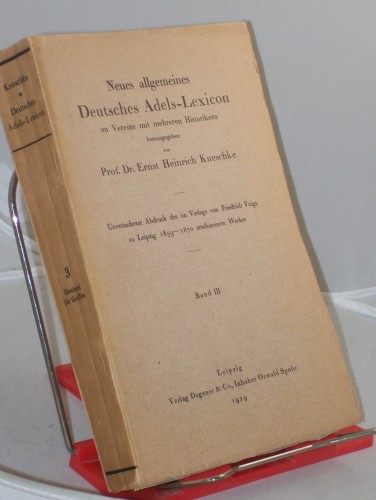 Kneschke
Deutsches
Adels-Lexicon
3
Eberhard
bis Graffen
Neues allgemeines
Deutsches Adels-Lexicon
im Vereine mit mehreren Historikern
herausgegeben
von
Prof. Dr. Ernst Heinrich Kneschke
Unveränderter Abdruck des im Verlage von Friedrich Voigt
zu Leipzig 1859—1870 erschienenen Werkes
Band III
Leipzig
Verlag Degener & Co., Inhaber Oswald Spohr
1929